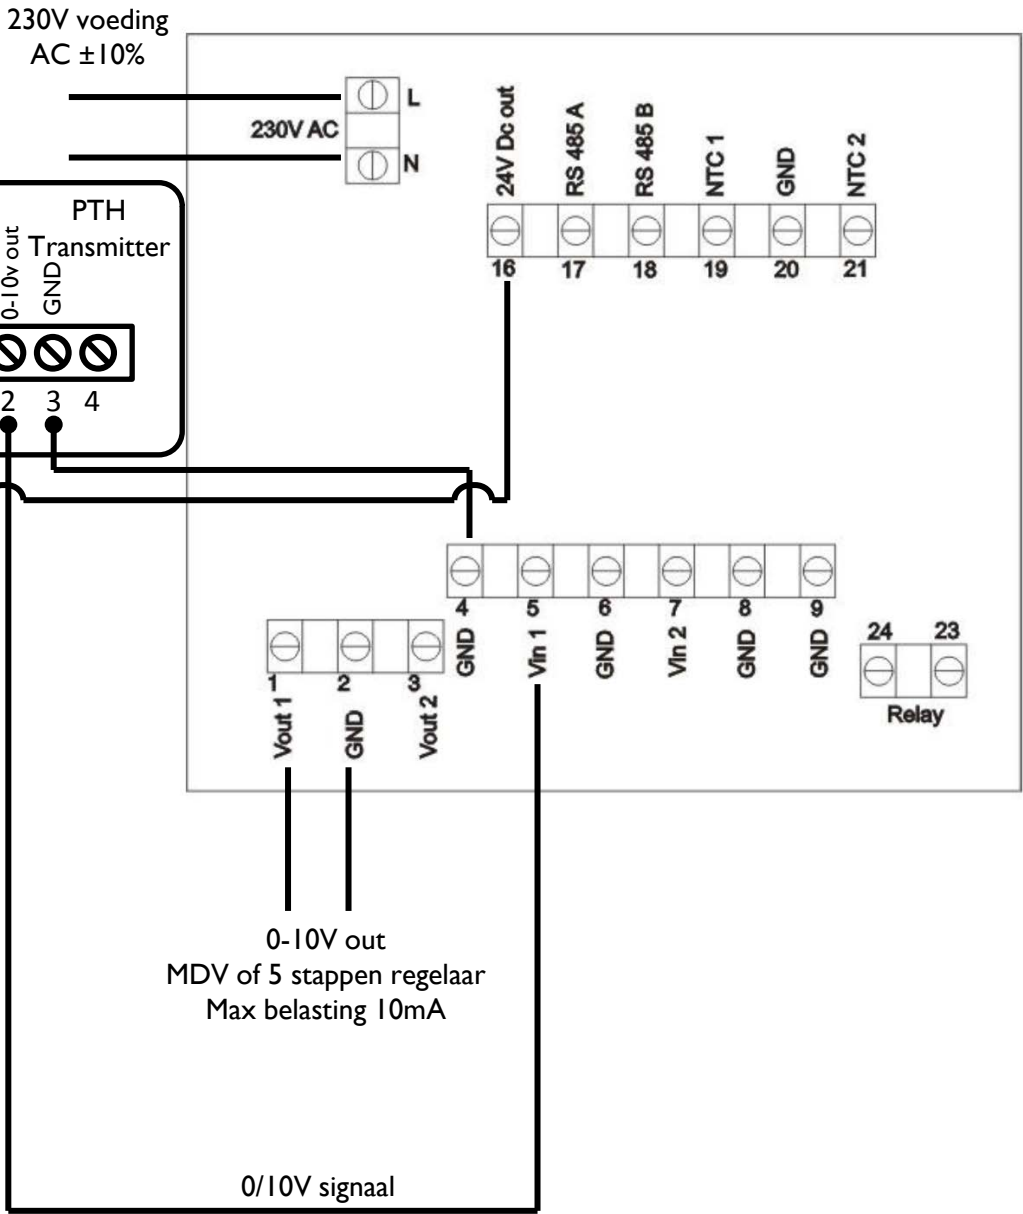 230V voeding
AC ±10%
L
230V AC
N
24V Dc out
RS 485 A
RS 485 B
NTC 1
GND
NTC 2
16 17 18 19 20 21
PTH
Transmitter
0-10v out
GND
2 3 4
4 5 6 7 8 9
GND
Vin 1
GND
Vin 2
GND
GND
1 2 3
Vout 1
GND
Vout 2
24 23
Relay
0-10V out
MDV of 5 stappen regelaar
Max belasting 10mA
0/10V signaal